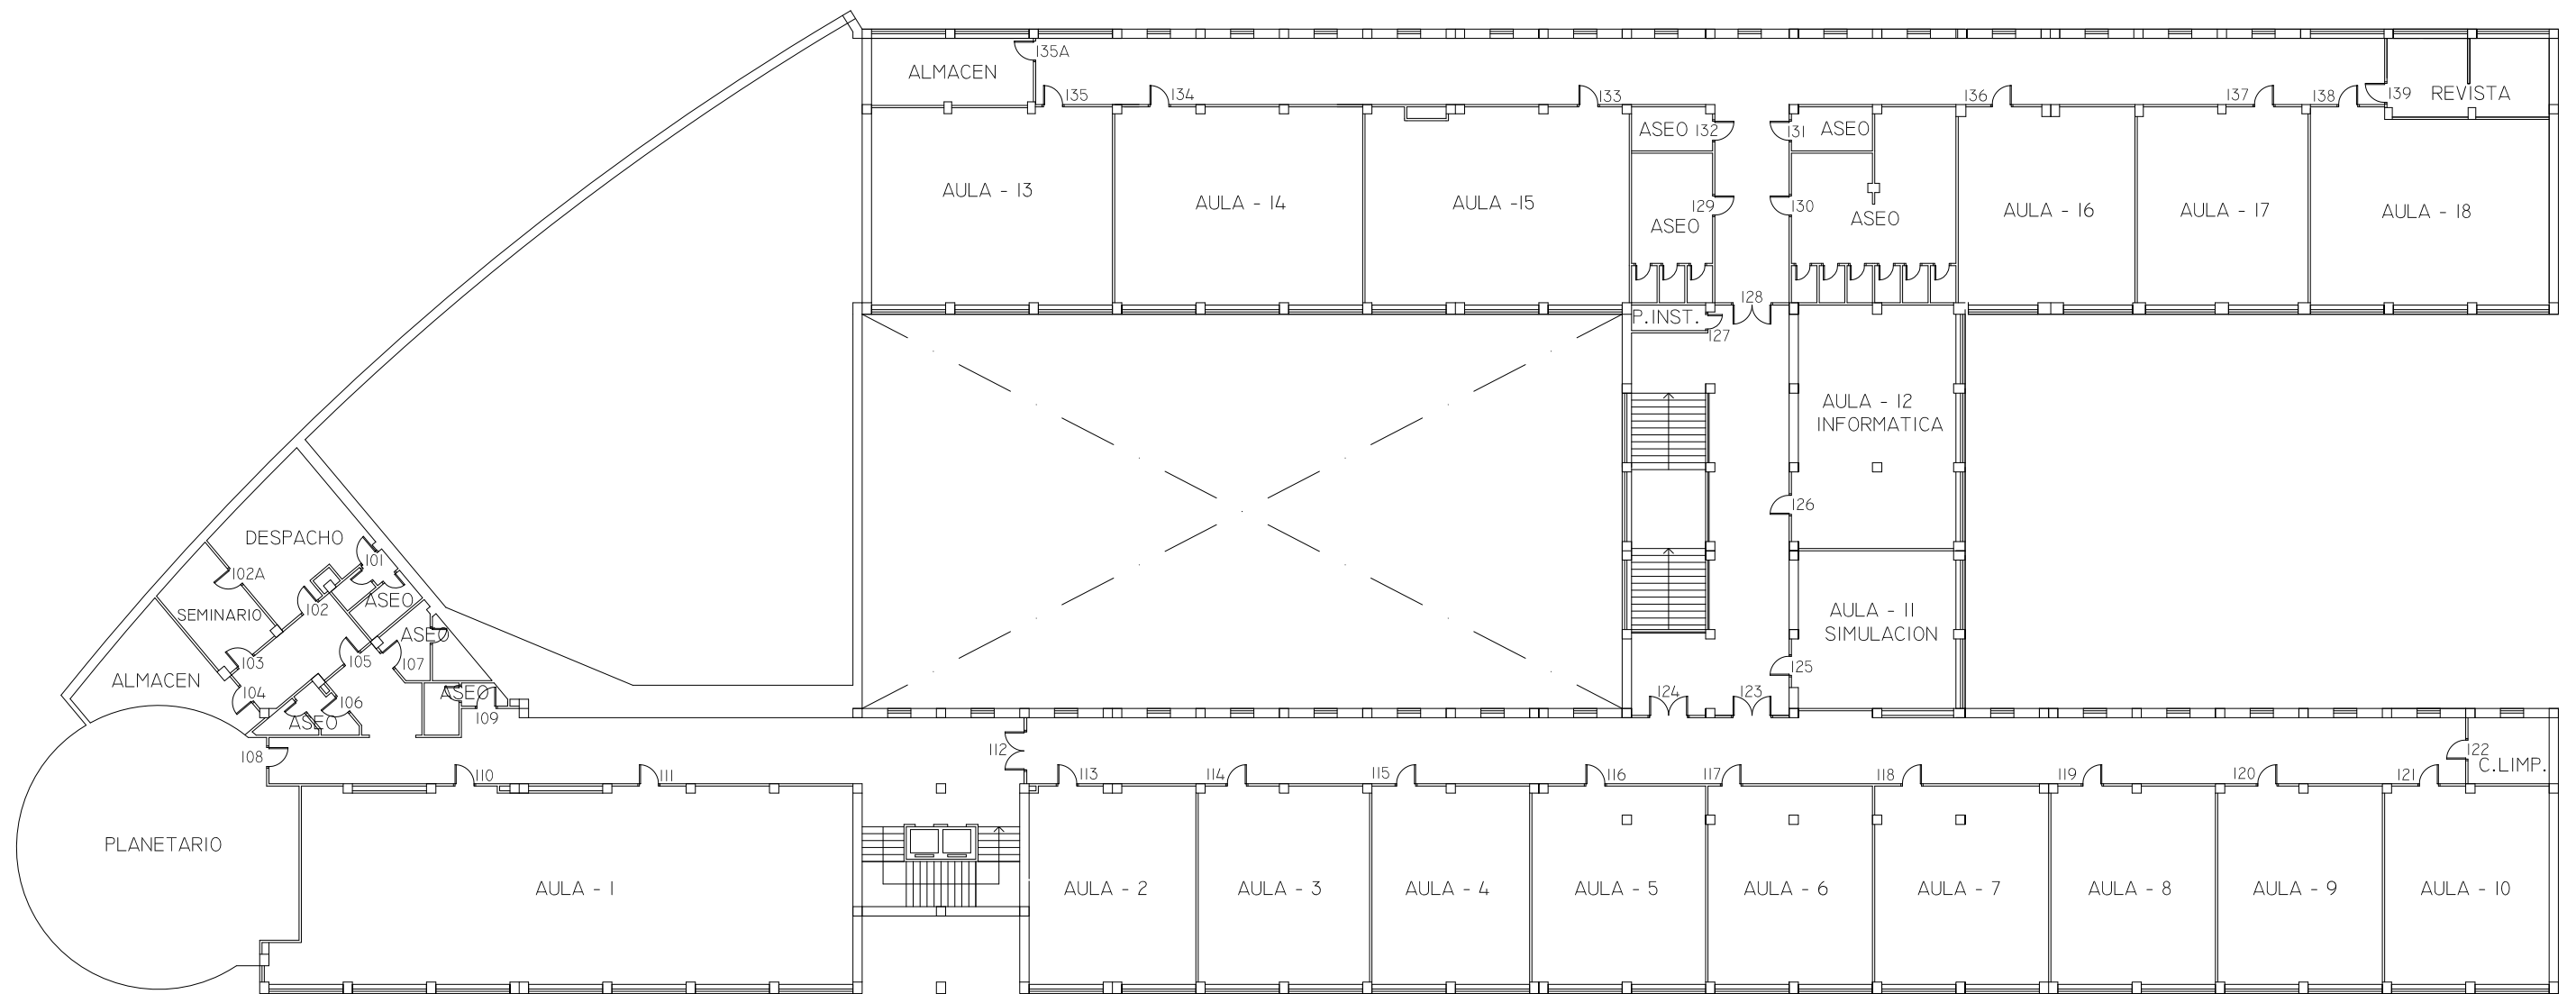 135A
ALMACEN
135
134
133
136
137
138
139
REVISTA
ASEO 132
131 ASEO
AULA - 13
AULA - 14
AULA -15
129
ASEO
130
ASEO
AULA - 16
AULA - 17
AULA - 18
128
P.INST.
127
AULA - 12
INFORMATICA
126
DESPACHO
101
102A
ASEO
102
SEMINARIO
ASEO
103
105
107
AULA - 11
SIMULACION
125
ALMACEN
104
106
ASEO
109
ASEO
124
123
108
110
111
112
113
114
115
116
117
118
119
120
121
122
C.LIMP.
PLANETARIO
AULA - 1
AULA - 2
AULA - 3
AULA - 4
AULA - 5
AULA - 6
AULA - 7
AULA - 8
AULA - 9
AULA - 10